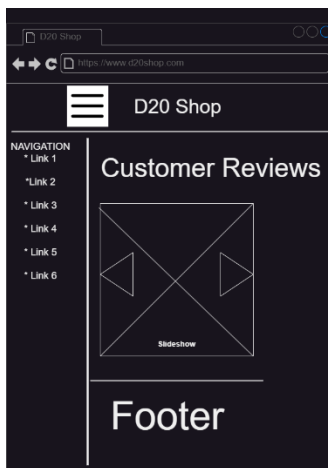 D20 Shop
https://www.d20shop.com
D20 Shop
NAVIGATION
* Link 1
*Link 2
* Link 3
* Link 4
* Link 5
* Link 6
Customer Reviews
Slideshow
Footer